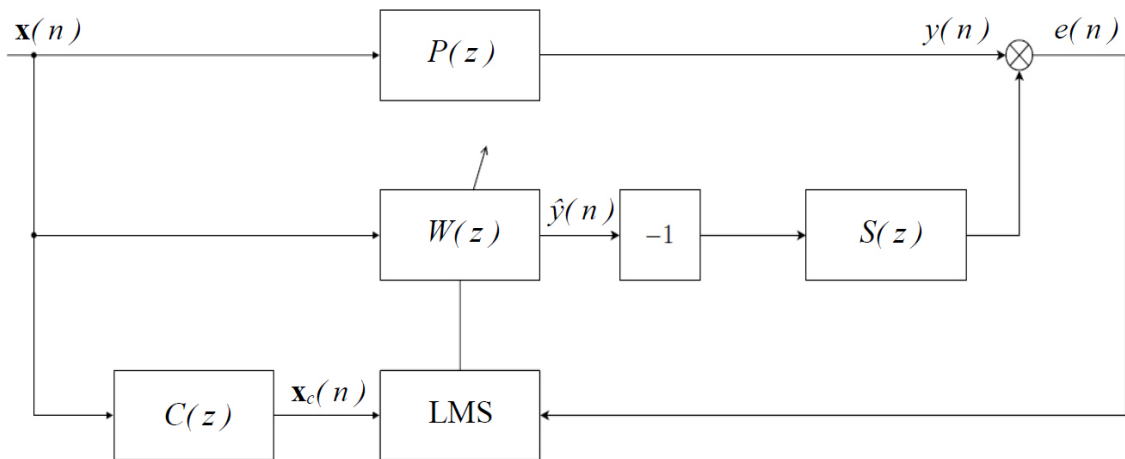 x(n)
P(z)
y(n)
e(n)
W(z)
ŷ(n)
−1
S(z)
C(z)
x_c(n)
LMS